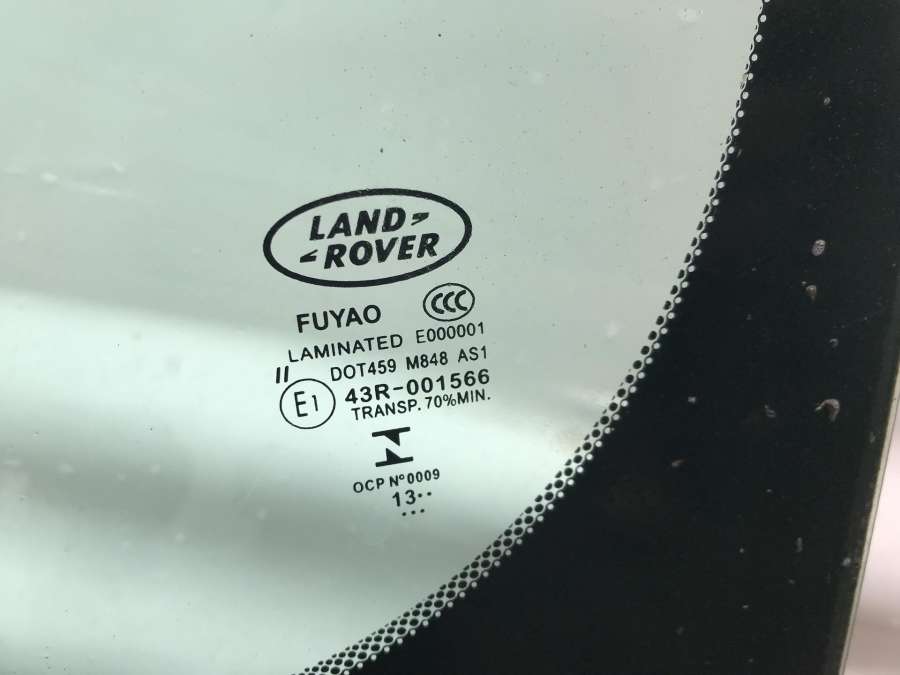 LAND
ROVER
FUYAO CCC
LAMINATED E000001
II DOT459 M848 AS1
E1 43R-001566
TRANSP. 70%MIN.
OCP Nº0009
13··
···